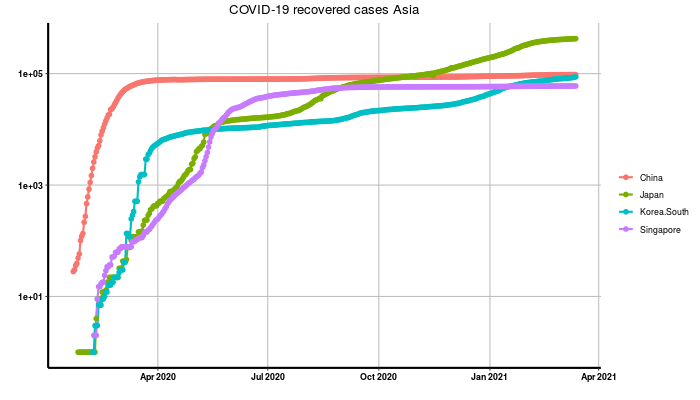 COVID-19 recovered cases Asia
1e+05
1e+03
1e+01
Apr 2020
Jul 2020
Oct 2020
Jan 2021
Apr 2021
China
Japan
Korea.South
Singapore